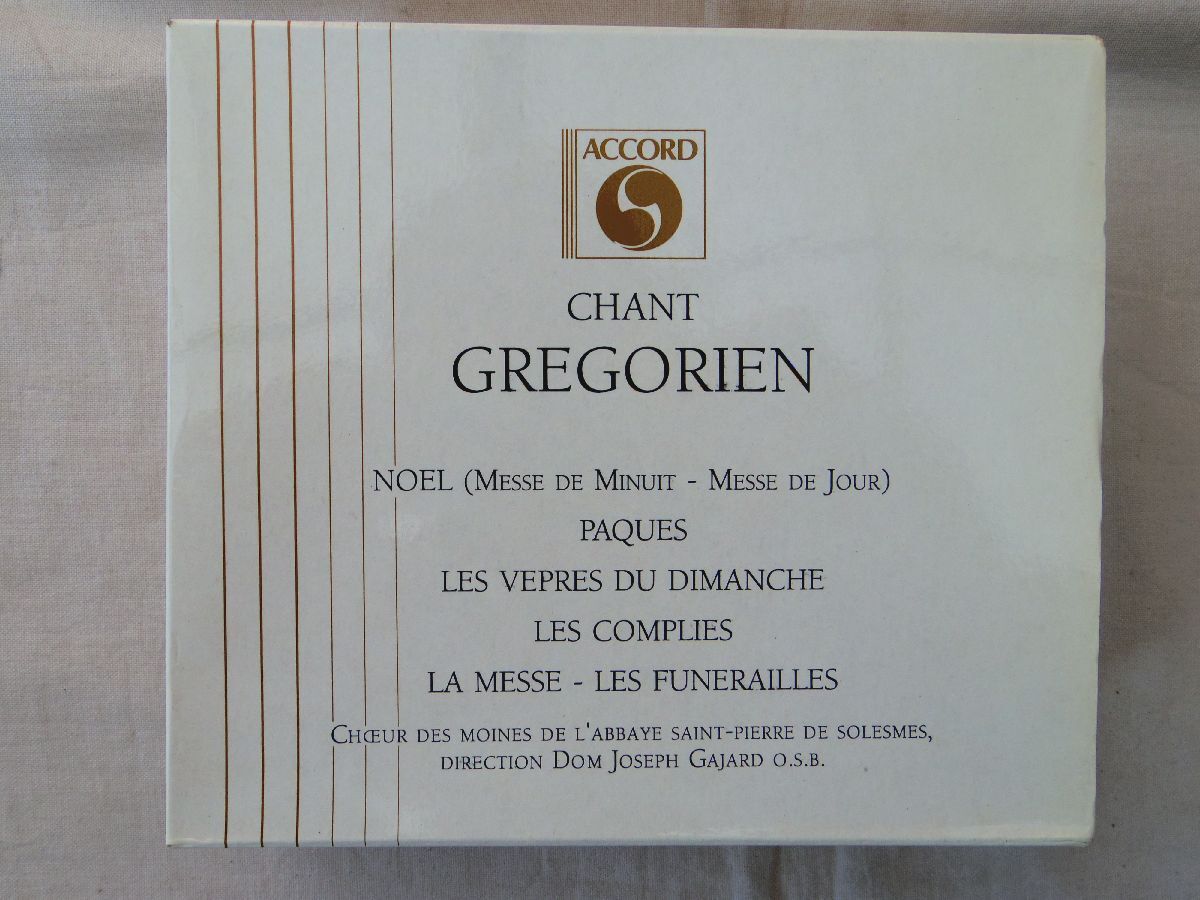 ACCORD
CHANT
GREGORIEN
NOEL (MESSE DE MINUIT - MESSE DE JOUR)
PAQUES
LES VEPRES DU DIMANCHE
LES COMPLIES
LA MESSE - LES FUNERAILLES
CHŒUR DES MOINES DE L'ABBAYE SAINT-PIERRE DE SOLESMES,
DIRECTION DOM JOSEPH GAJARD O.S.B.